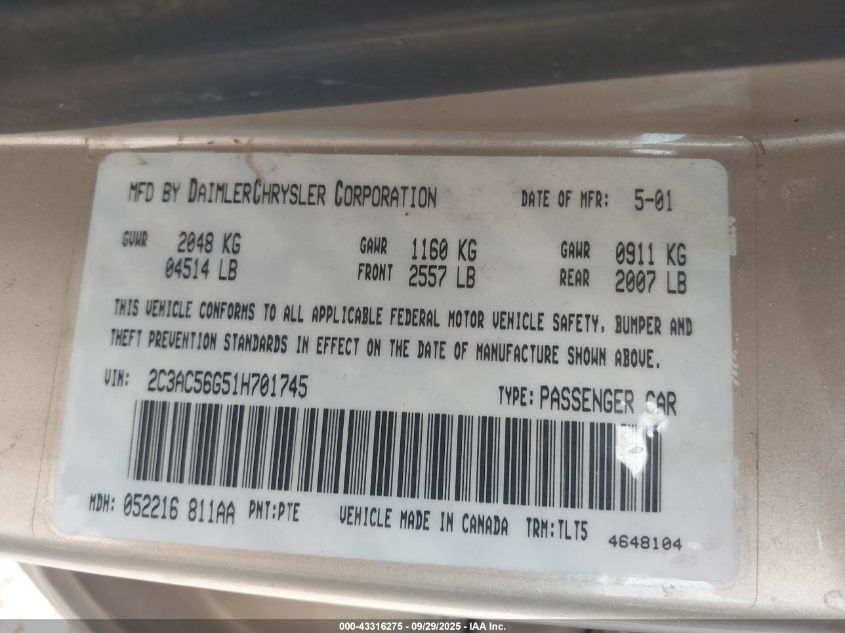 MFD BY DAIMLERCHRYSLER CORPORATION DATE OF MFR: 5-01
GVWR 2048 KG GAWR 1160 KG GAWR 0911 KG
04514 LB FRONT 2557 LB REAR 2007 LB
THIS VEHICLE CONFORMS TO ALL APPLICABLE FEDERAL MOTOR VEHICLE SAFETY, BUMPER AND
THEFT PREVENTION STANDARDS IN EFFECT ON THE DATE OF MANUFACTURE SHOWN ABOVE.
VIN: 2C3AC56G51H701745 TYPE: PASSENGER CAR
MDH: 052216 811AA PNT:PTE VEHICLE MADE IN CANADA TRM:TLT5 4648104
000-43316275 - 09/29/2025 - IAA Inc.